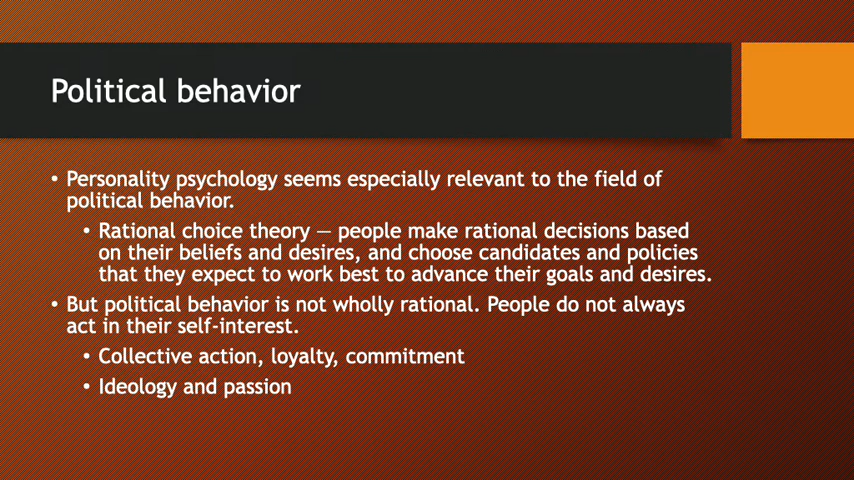 Political behavior
• Personality psychology seems especially relevant to the field of
political behavior.
• Rational choice theory — people make rational decisions based
on their beliefs and desires, and choose candidates and policies
that they expect to work best to advance their goals and desires.
• But political behavior is not wholly rational. People do not always
act in their self-interest.
• Collective action, loyalty, commitment
• Ideology and passion